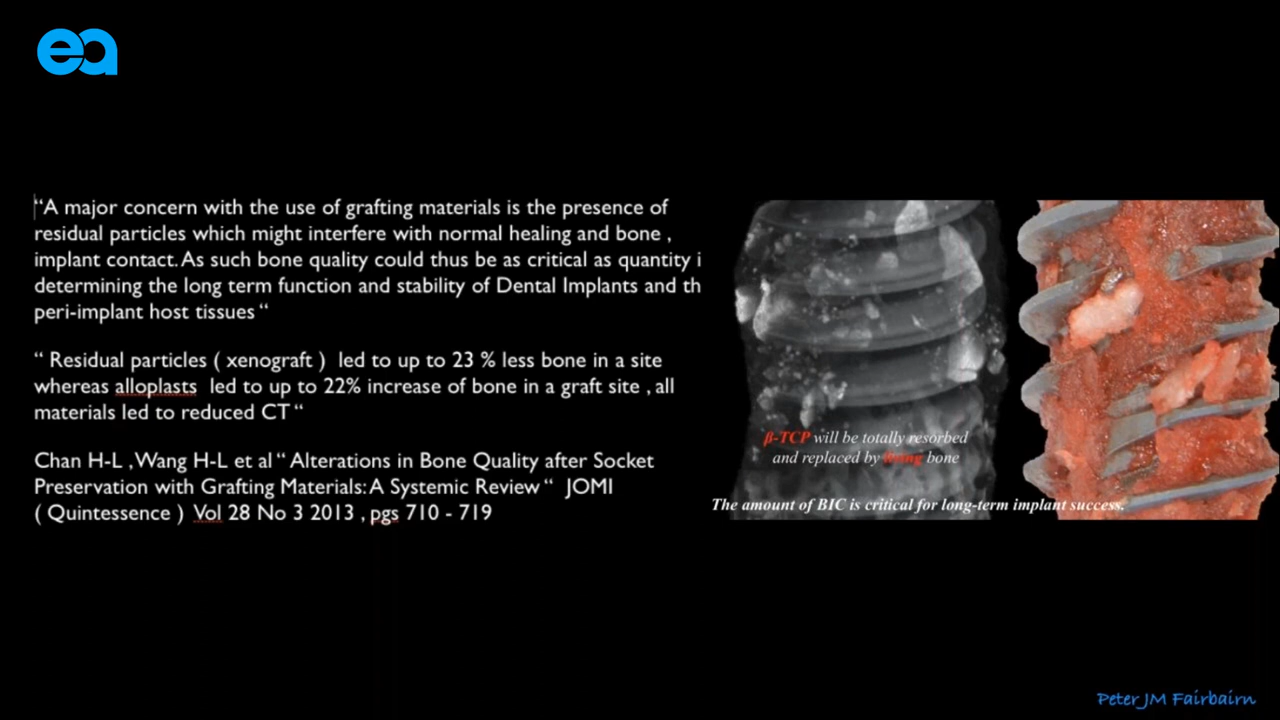 ea
“A major concern with the use of grafting materials is the presence of
residual particles which might interfere with normal healing and bone ,
implant contact. As such bone quality could thus be as critical as quantity i
determining the long term function and stability of Dental Implants and th
peri-implant host tissues “
“ Residual particles ( xenograft ) led to up to 23 % less bone in a site
whereas alloplasts led to up to 22% increase of bone in a graft site , all
materials led to reduced CT “
Chan H-L , Wang H-L et al “ Alterations in Bone Quality after Socket
Preservation with Grafting Materials: A Systemic Review “ JOMI
( Quintessence ) Vol 28 No 3 2013 , pgs 710 - 719
β-TCP will be totally resorbed
and replaced by living bone
The amount of BIC is critical for long-term implant success.
Peter JM Fairbairn